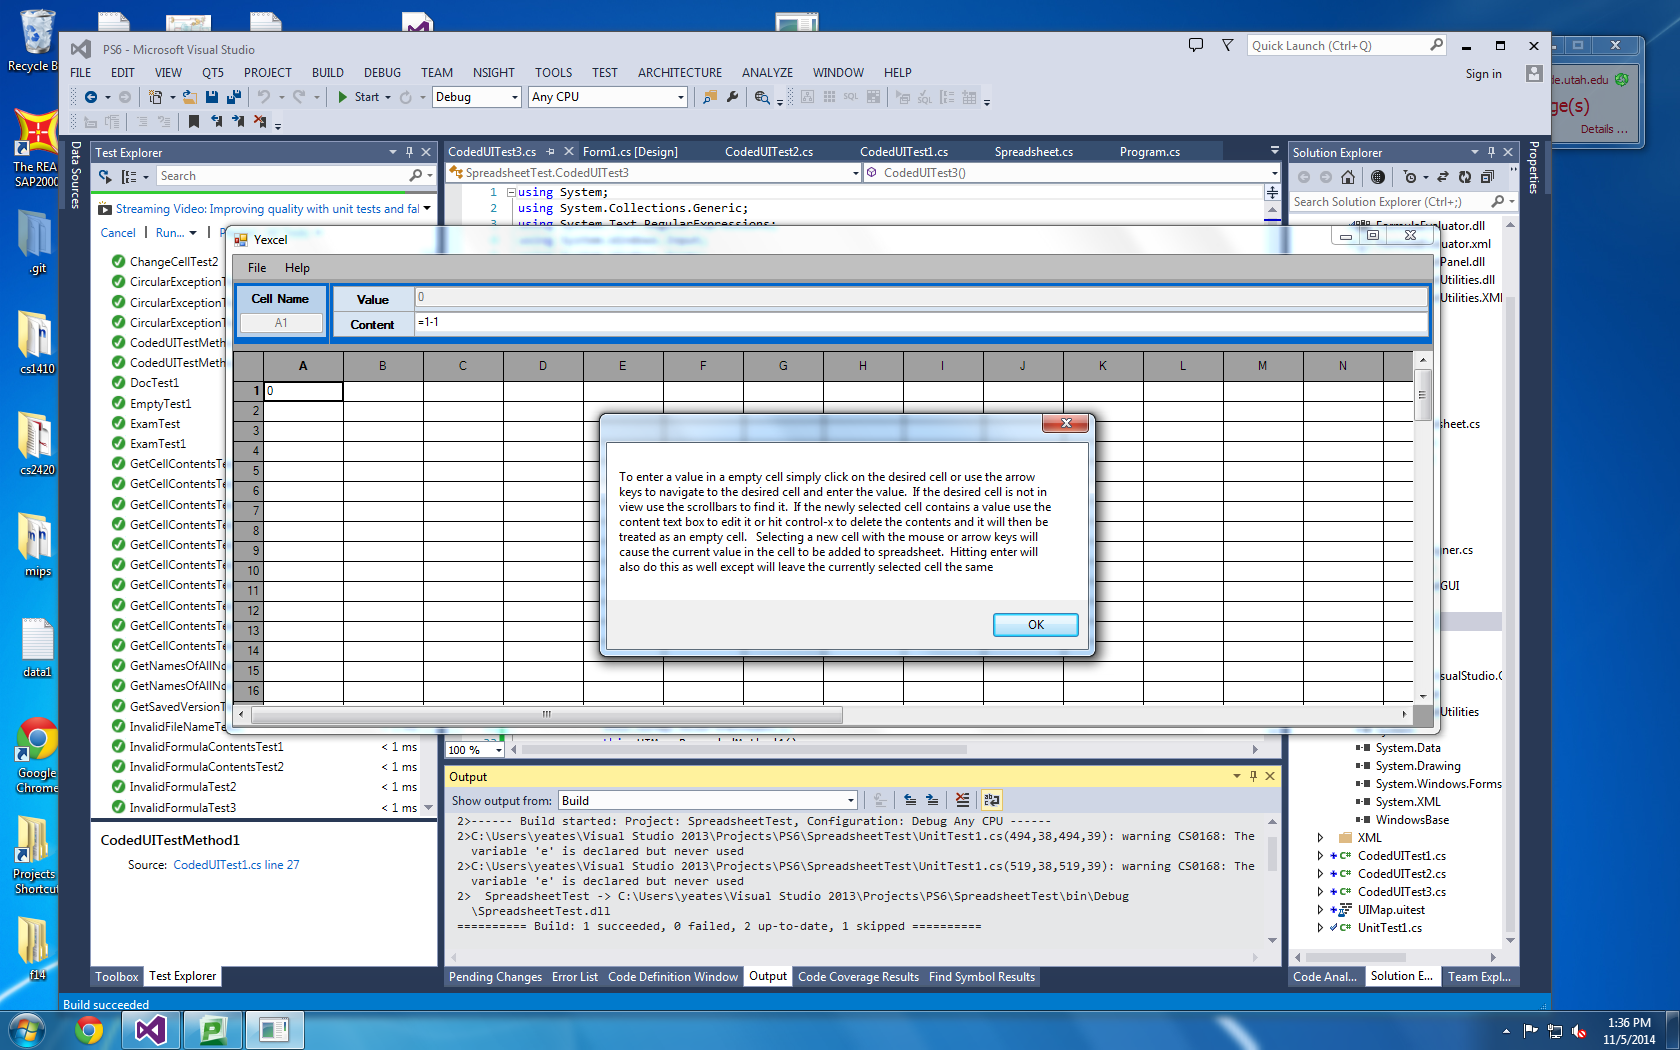 Recycle B
The REA
SAP2000
.git
cs1410
cs2420
mips
data1
Google
Chrome
Projects
Shortcut
f14
PS6 - Microsoft Visual Studio
Quick Launch (Ctrl+Q)
FILE EDIT VIEW QT5 PROJECT BUILD DEBUG TEAM NSIGHT TOOLS TEST ARCHITECTURE ANALYZE WINDOW HELP
Sign in
de.utah.edu
ge(s)
Details ...
Start Debug Any CPU
Data Sources
Test Explorer
Search
Streaming Video: Improving quality with unit tests and fal
Cancel | Run...
ChangeCellTest2
CircularExceptionT
CircularExceptionT
CircularExceptionT
CodedUITestMeth
CodedUITestMeth
DocTest1
EmptyTest1
ExamTest
ExamTest1
GetCellContentsTe
GetCellContentsTe
GetCellContentsTe
GetCellContentsTe
GetCellContentsTe
GetCellContentsTe
GetCellContentsTe
GetCellContentsTe
GetCellContentsTe
GetCellContentsTe
GetNamesOfAllNo
GetNamesOfAllNo
GetSavedVersionT
InvalidFileNameTe
InvalidFormulaContentsTest1 < 1 ms
InvalidFormulaContentsTest2 < 1 ms
InvalidFormulaTest2 < 1 ms
InvalidFormulaTest3 < 1 ms
CodedUITestMethod1
Source: CodedUITest1.cs line 27
Toolbox Test Explorer
CodedUITest3.cs Form1.cs [Design] CodedUITest2.cs CodedUITest1.cs Spreadsheet.cs Program.cs
SpreadsheetTest.CodedUITest3 CodedUITest3()
1 using System;
2 using System.Collections.Generic;
3 using System.Text.RegularExpressions;
Yexcel
File Help
Cell Name
A1
Value 0
Content =1-1
A B C D E F G H I J K L M N
1 0
2
3
4
5
6
7
8
9
10
11
12
13
14
15
16
To enter a value in a empty cell simply click on the desired cell or use the arrow
keys to navigate to the desired cell and enter the value. If the desired cell is not in
view use the scrollbars to find it. If the newly selected cell contains a value use the
content text box to edit it or hit control-x to delete the contents and it will then be
treated as an empty cell. Selecting a new cell with the mouse or arrow keys will
cause the current value in the cell to be added to spreadsheet. Hitting enter will
also do this as well except will leave the currently selected cell the same
OK
100 %
Output
Show output from: Build
2>------ Build started: Project: SpreadsheetTest, Configuration: Debug Any CPU ------
2>C:\Users\yeates\Visual Studio 2013\Projects\PS6\SpreadsheetTest\UnitTest1.cs(494,38,494,39): warning CS0168: The
variable 'e' is declared but never used
2>C:\Users\yeates\Visual Studio 2013\Projects\PS6\SpreadsheetTest\UnitTest1.cs(519,38,519,39): warning CS0168: The
variable 'e' is declared but never used
2> SpreadsheetTest -> C:\Users\yeates\Visual Studio 2013\Projects\PS6\SpreadsheetTest\bin\Debug
\SpreadsheetTest.dll
========== Build: 1 succeeded, 0 failed, 2 up-to-date, 1 skipped ==========
Pending Changes Error List Code Definition Window Output Code Coverage Results Find Symbol Results
Solution Explorer
Search Solution Explorer (Ctrl+;)
uator.dll
uator.xml
Panel.dll
Utilities.dll
Utilities.XML
heet.cs
ner.cs
GUI
sualStudio.C
Utilities
System.Data
System.Drawing
System.Windows.Forms
System.XML
WindowsBase
XML
CodedUITest1.cs
CodedUITest2.cs
CodedUITest3.cs
UIMap.uitest
UnitTest1.cs
Code Anal... Solution E... Team Expl...
Properties
Build succeeded
1:36 PM
11/5/2014